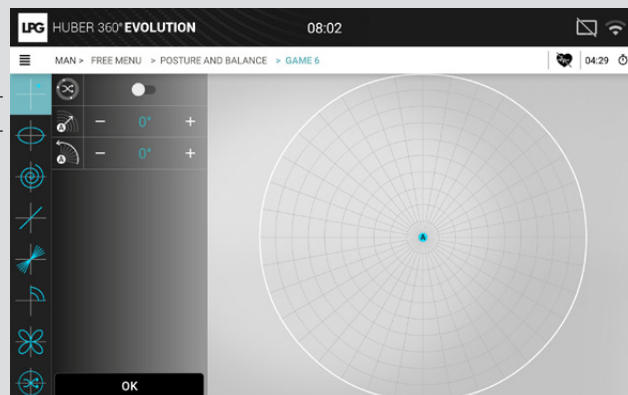 LPG HUBER 360° EVOLUTION 08:02
MAN > FREE MENU > POSTURE AND BALANCE > GAME 6 04:29
A - 0° +
A - 0° +
A
OK